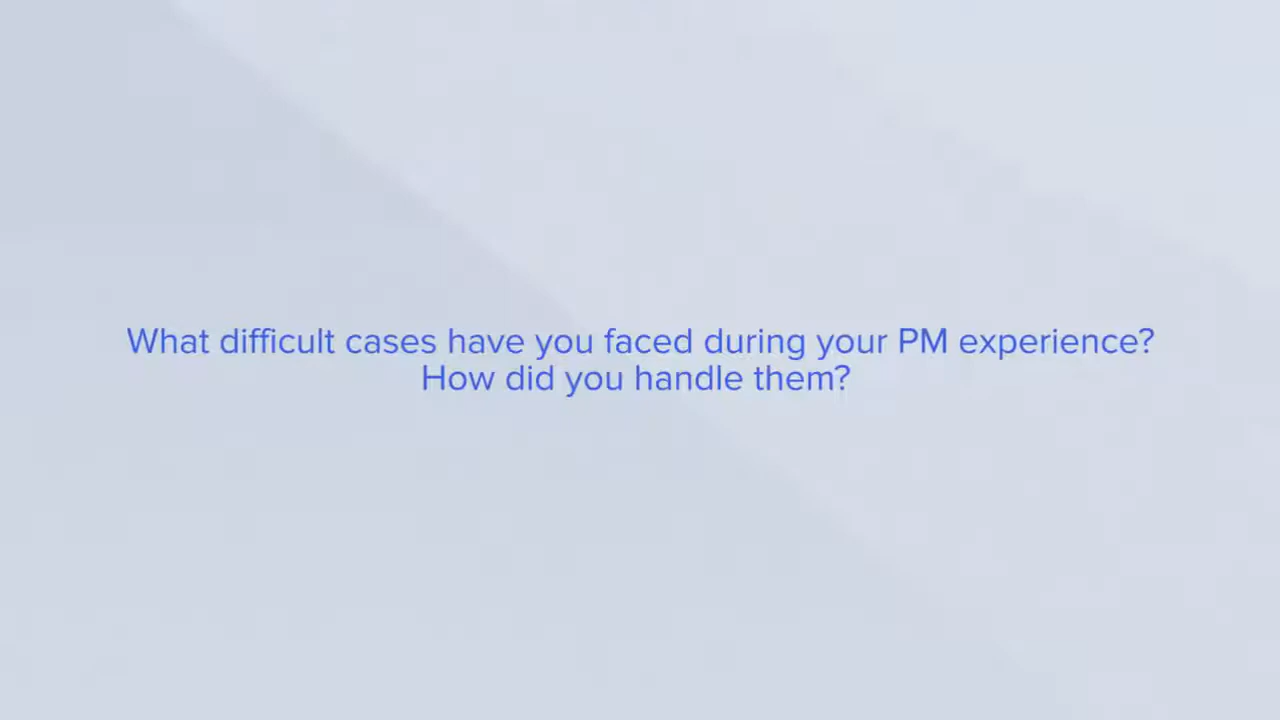 What difficult cases have you faced during your PM experience?
How did you handle them?